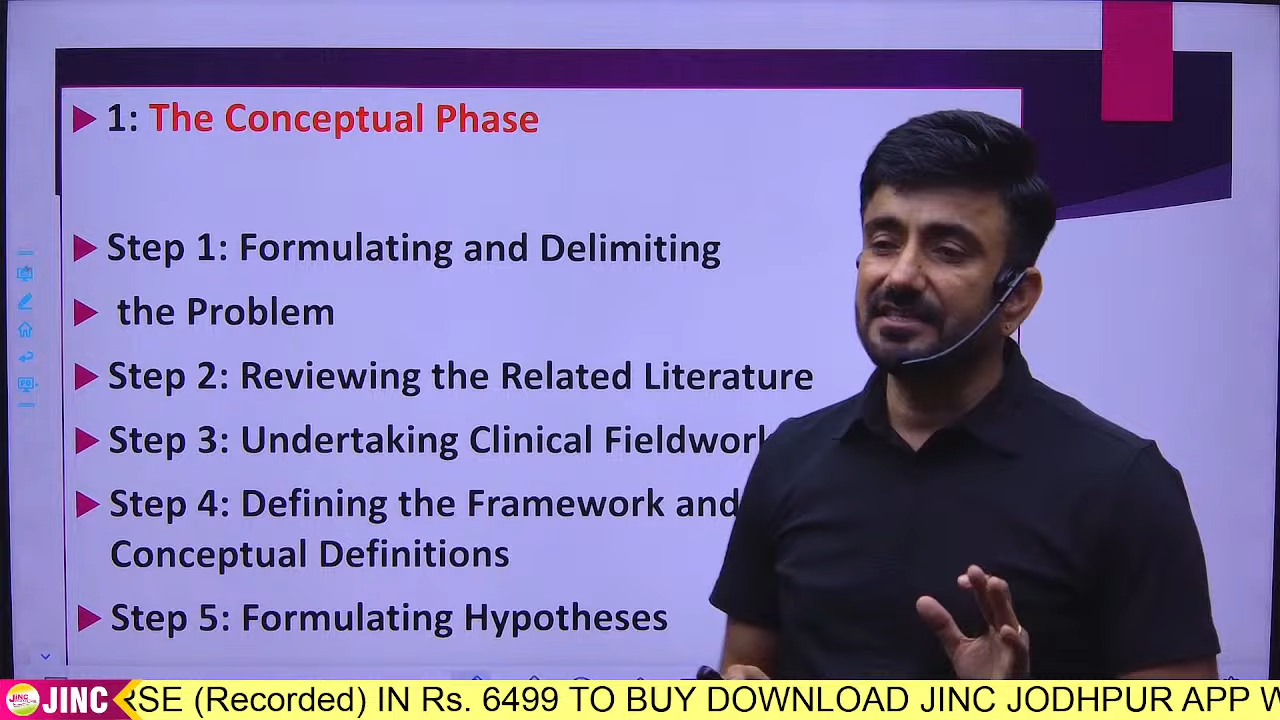 1: The Conceptual Phase
Step 1: Formulating and Delimiting
the Problem
Step 2: Reviewing the Related Literature
Step 3: Undertaking Clinical Fieldwork
Step 4: Defining the Framework and
Conceptual Definitions
Step 5: Formulating Hypotheses
JINC RSE (Recorded) IN Rs. 6499 TO BUY DOWNLOAD JINC JODHPUR APP W